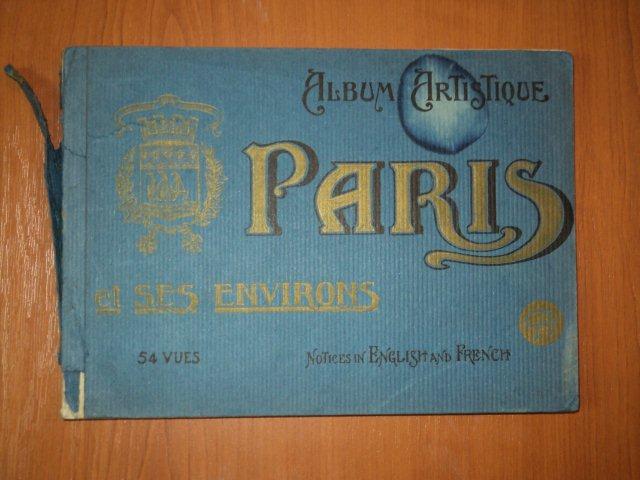 ALBUM ARTISTIQUE
PARIS
et SES ENVIRONS
54 VUES
NOTICES IN ENGLISH AND FRENCH